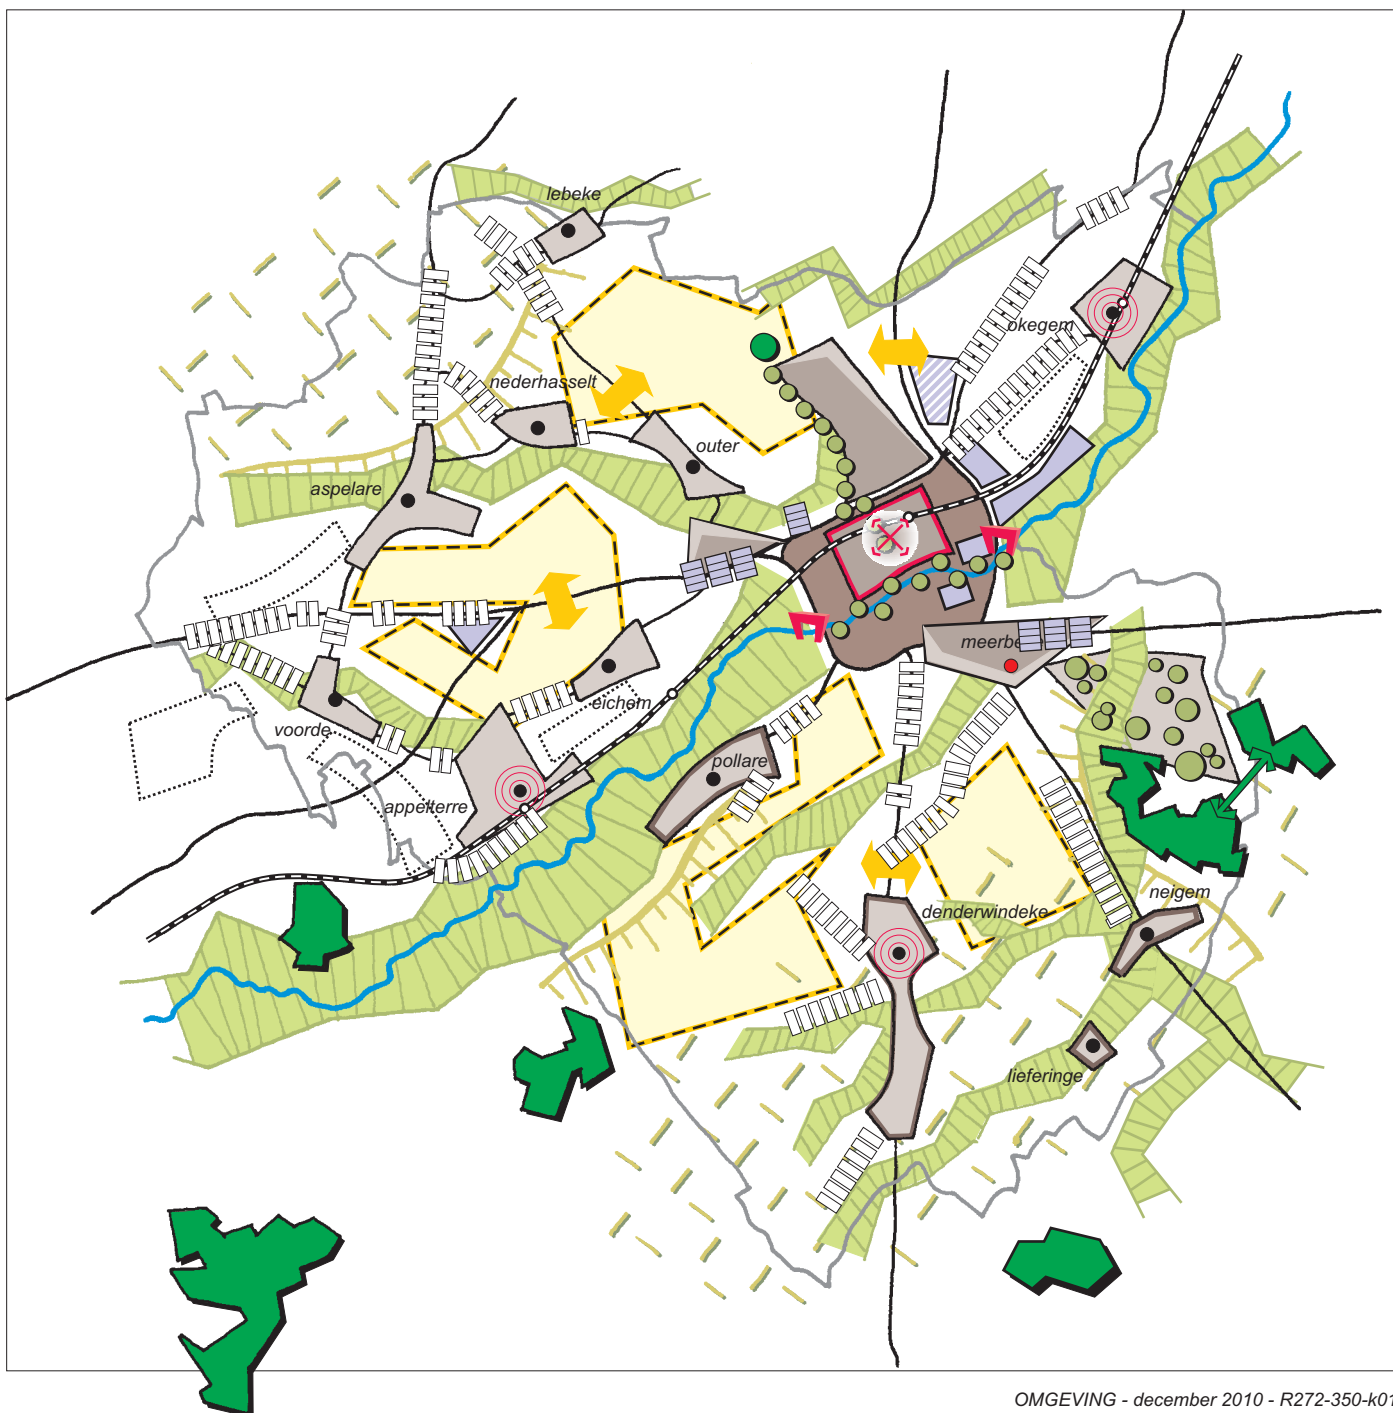 lebeke
okegem
nederhasselt
outer
aspelare
meerbe
eichem
voorde
pollare
appelterre
neigem
denderwindeke
lieferinge
OMGEVING - december 2010 - R272-350-k01